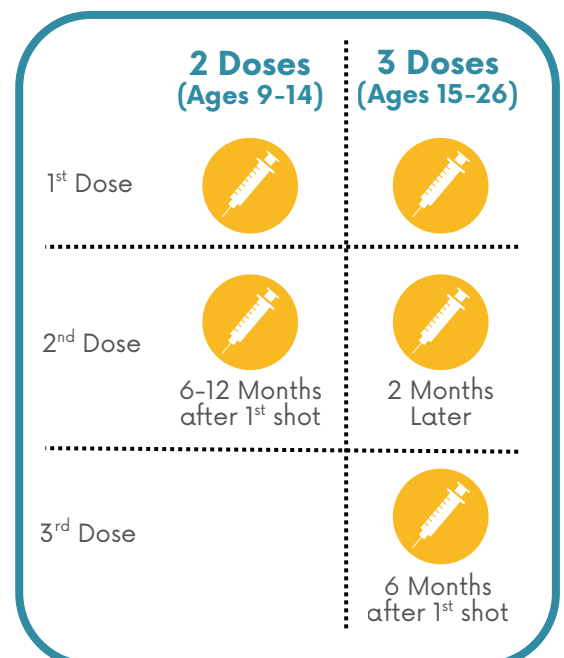 2 Doses
(Ages 9-14)
3 Doses
(Ages 15-26)
1st Dose
2nd Dose
6-12 Months
after 1st shot
2 Months
Later
3rd Dose
6 Months
after 1st shot